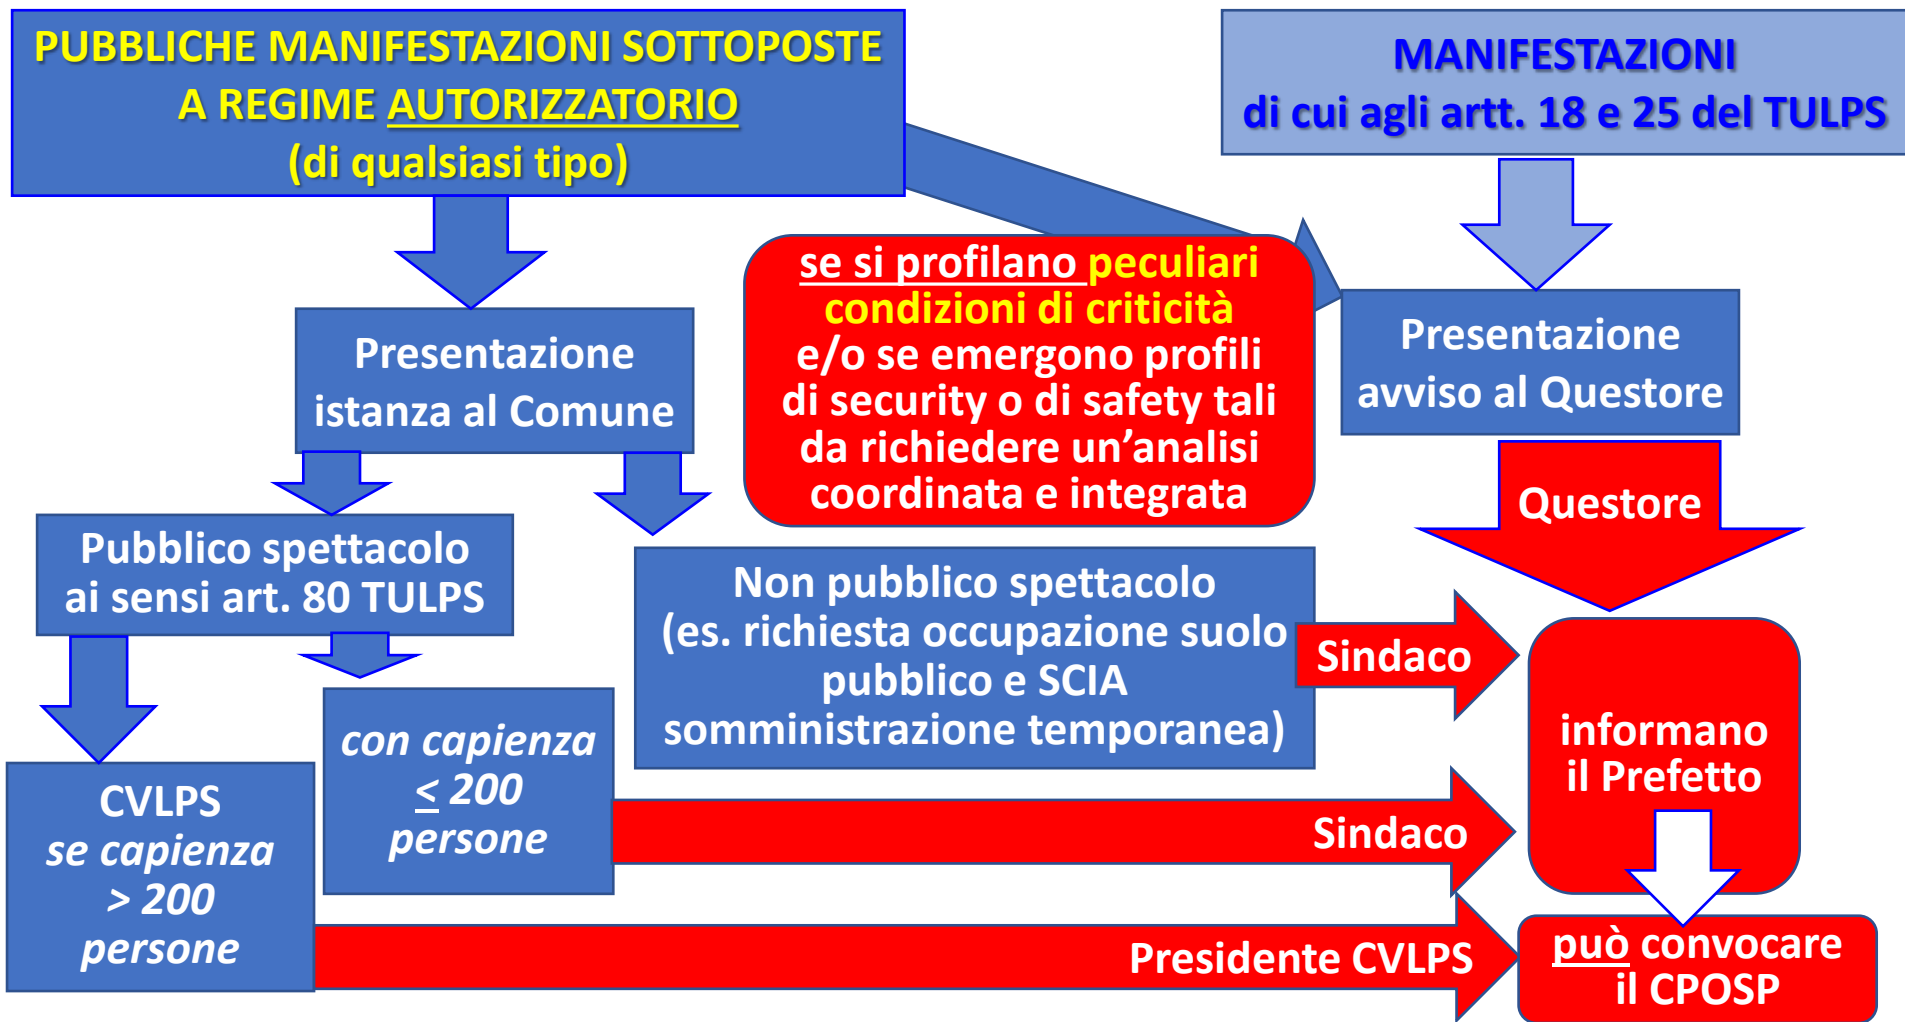 PUBBLICHE MANIFESTAZIONI SOTTOPOSTE
A REGIME AUTORIZZATORIO
(di qualsiasi tipo)
MANIFESTAZIONI
di cui agli artt. 18 e 25 del TULPS
se si profilano peculiari
condizioni di criticità
e/o se emergono profili
di security o di safety tali
da richiedere un’analisi
coordinata e integrata
Presentazione
istanza al Comune
Presentazione
avviso al Questore
Questore
Pubblico spettacolo
ai sensi art. 80 TULPS
Non pubblico spettacolo
(es. richiesta occupazione suolo
pubblico e SCIA
somministrazione temporanea)
Sindaco
informano
il Prefetto
con capienza
≤ 200
persone
Sindaco
CVLPS
se capienza
> 200
persone
Presidente CVLPS
può convocare
il CPOSP